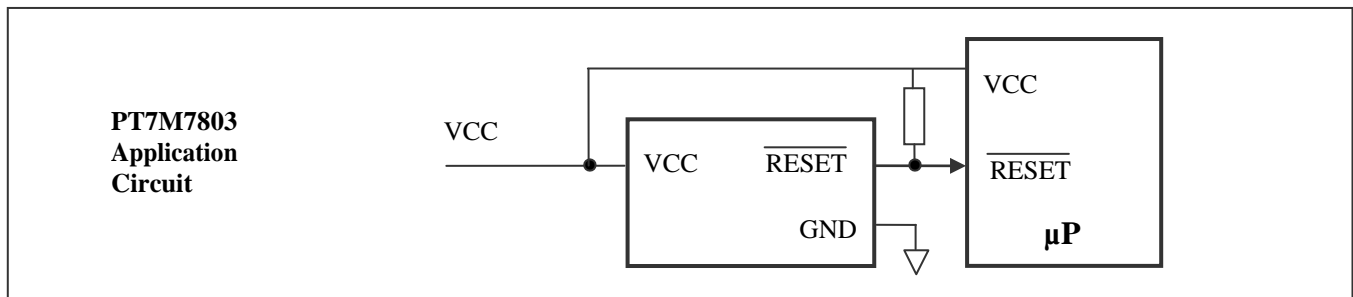 PT7M7803
Application
Circuit
VCC
VCC
RESET
GND
VCC
RESET
µP